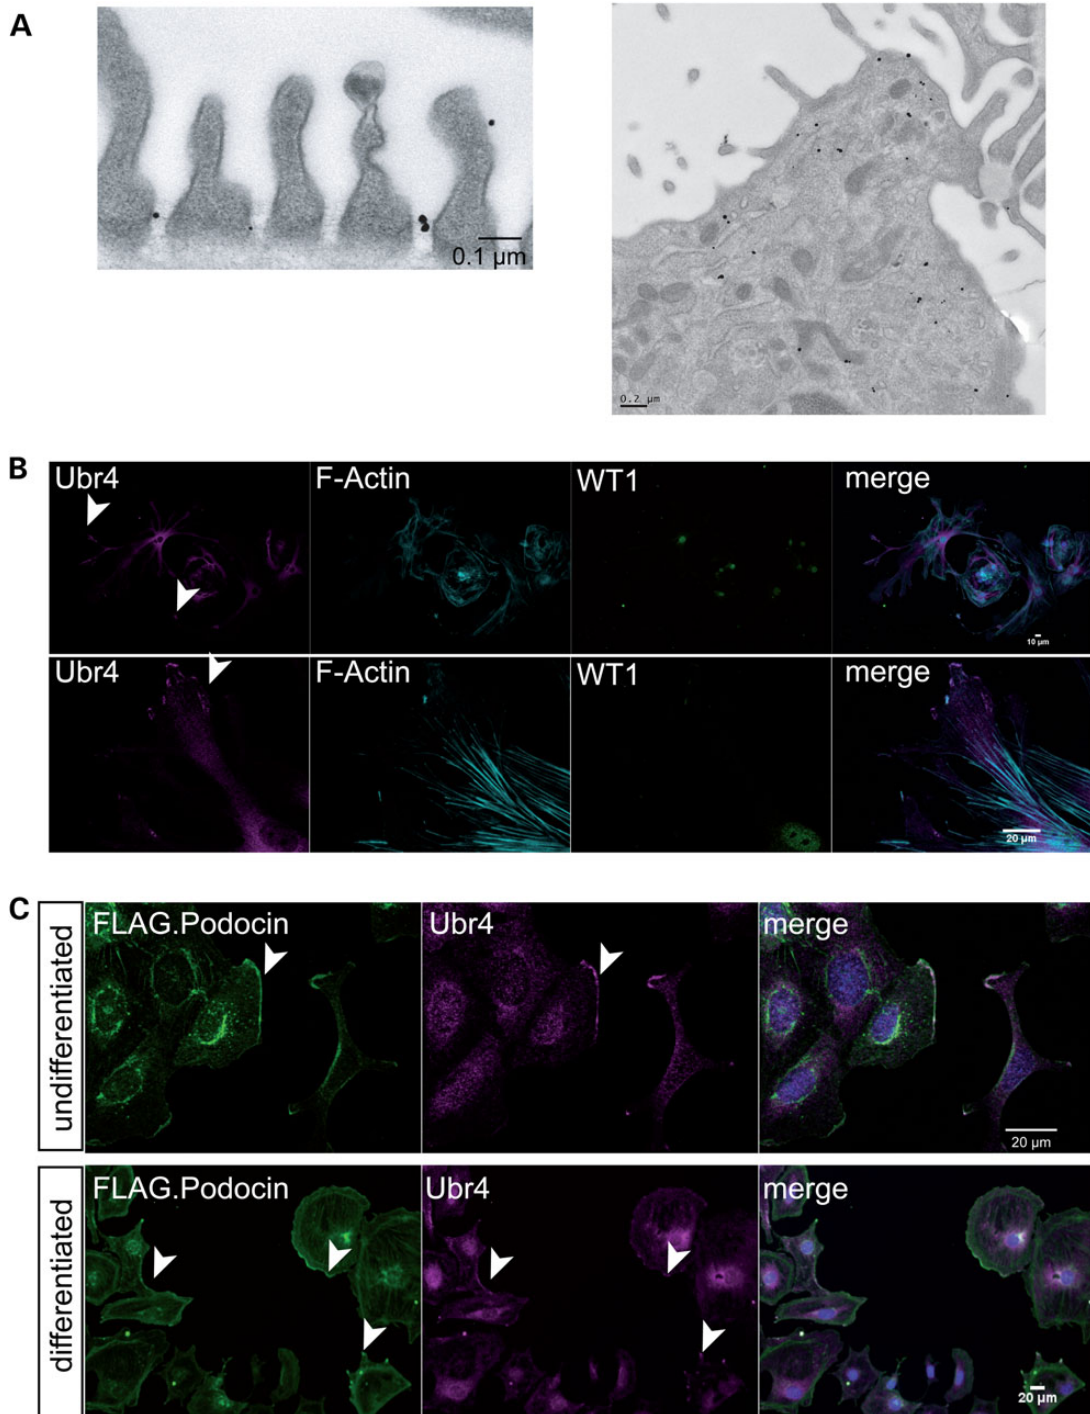 A
0.1 µm
0.2 µm
B
Ubr4
F-Actin
WT1
merge
10 µm
Ubr4
F-Actin
WT1
merge
20 µm
C
undifferentiated
FLAG.Podocin
Ubr4
merge
20 µm
differentiated
FLAG.Podocin
Ubr4
merge
20 µm